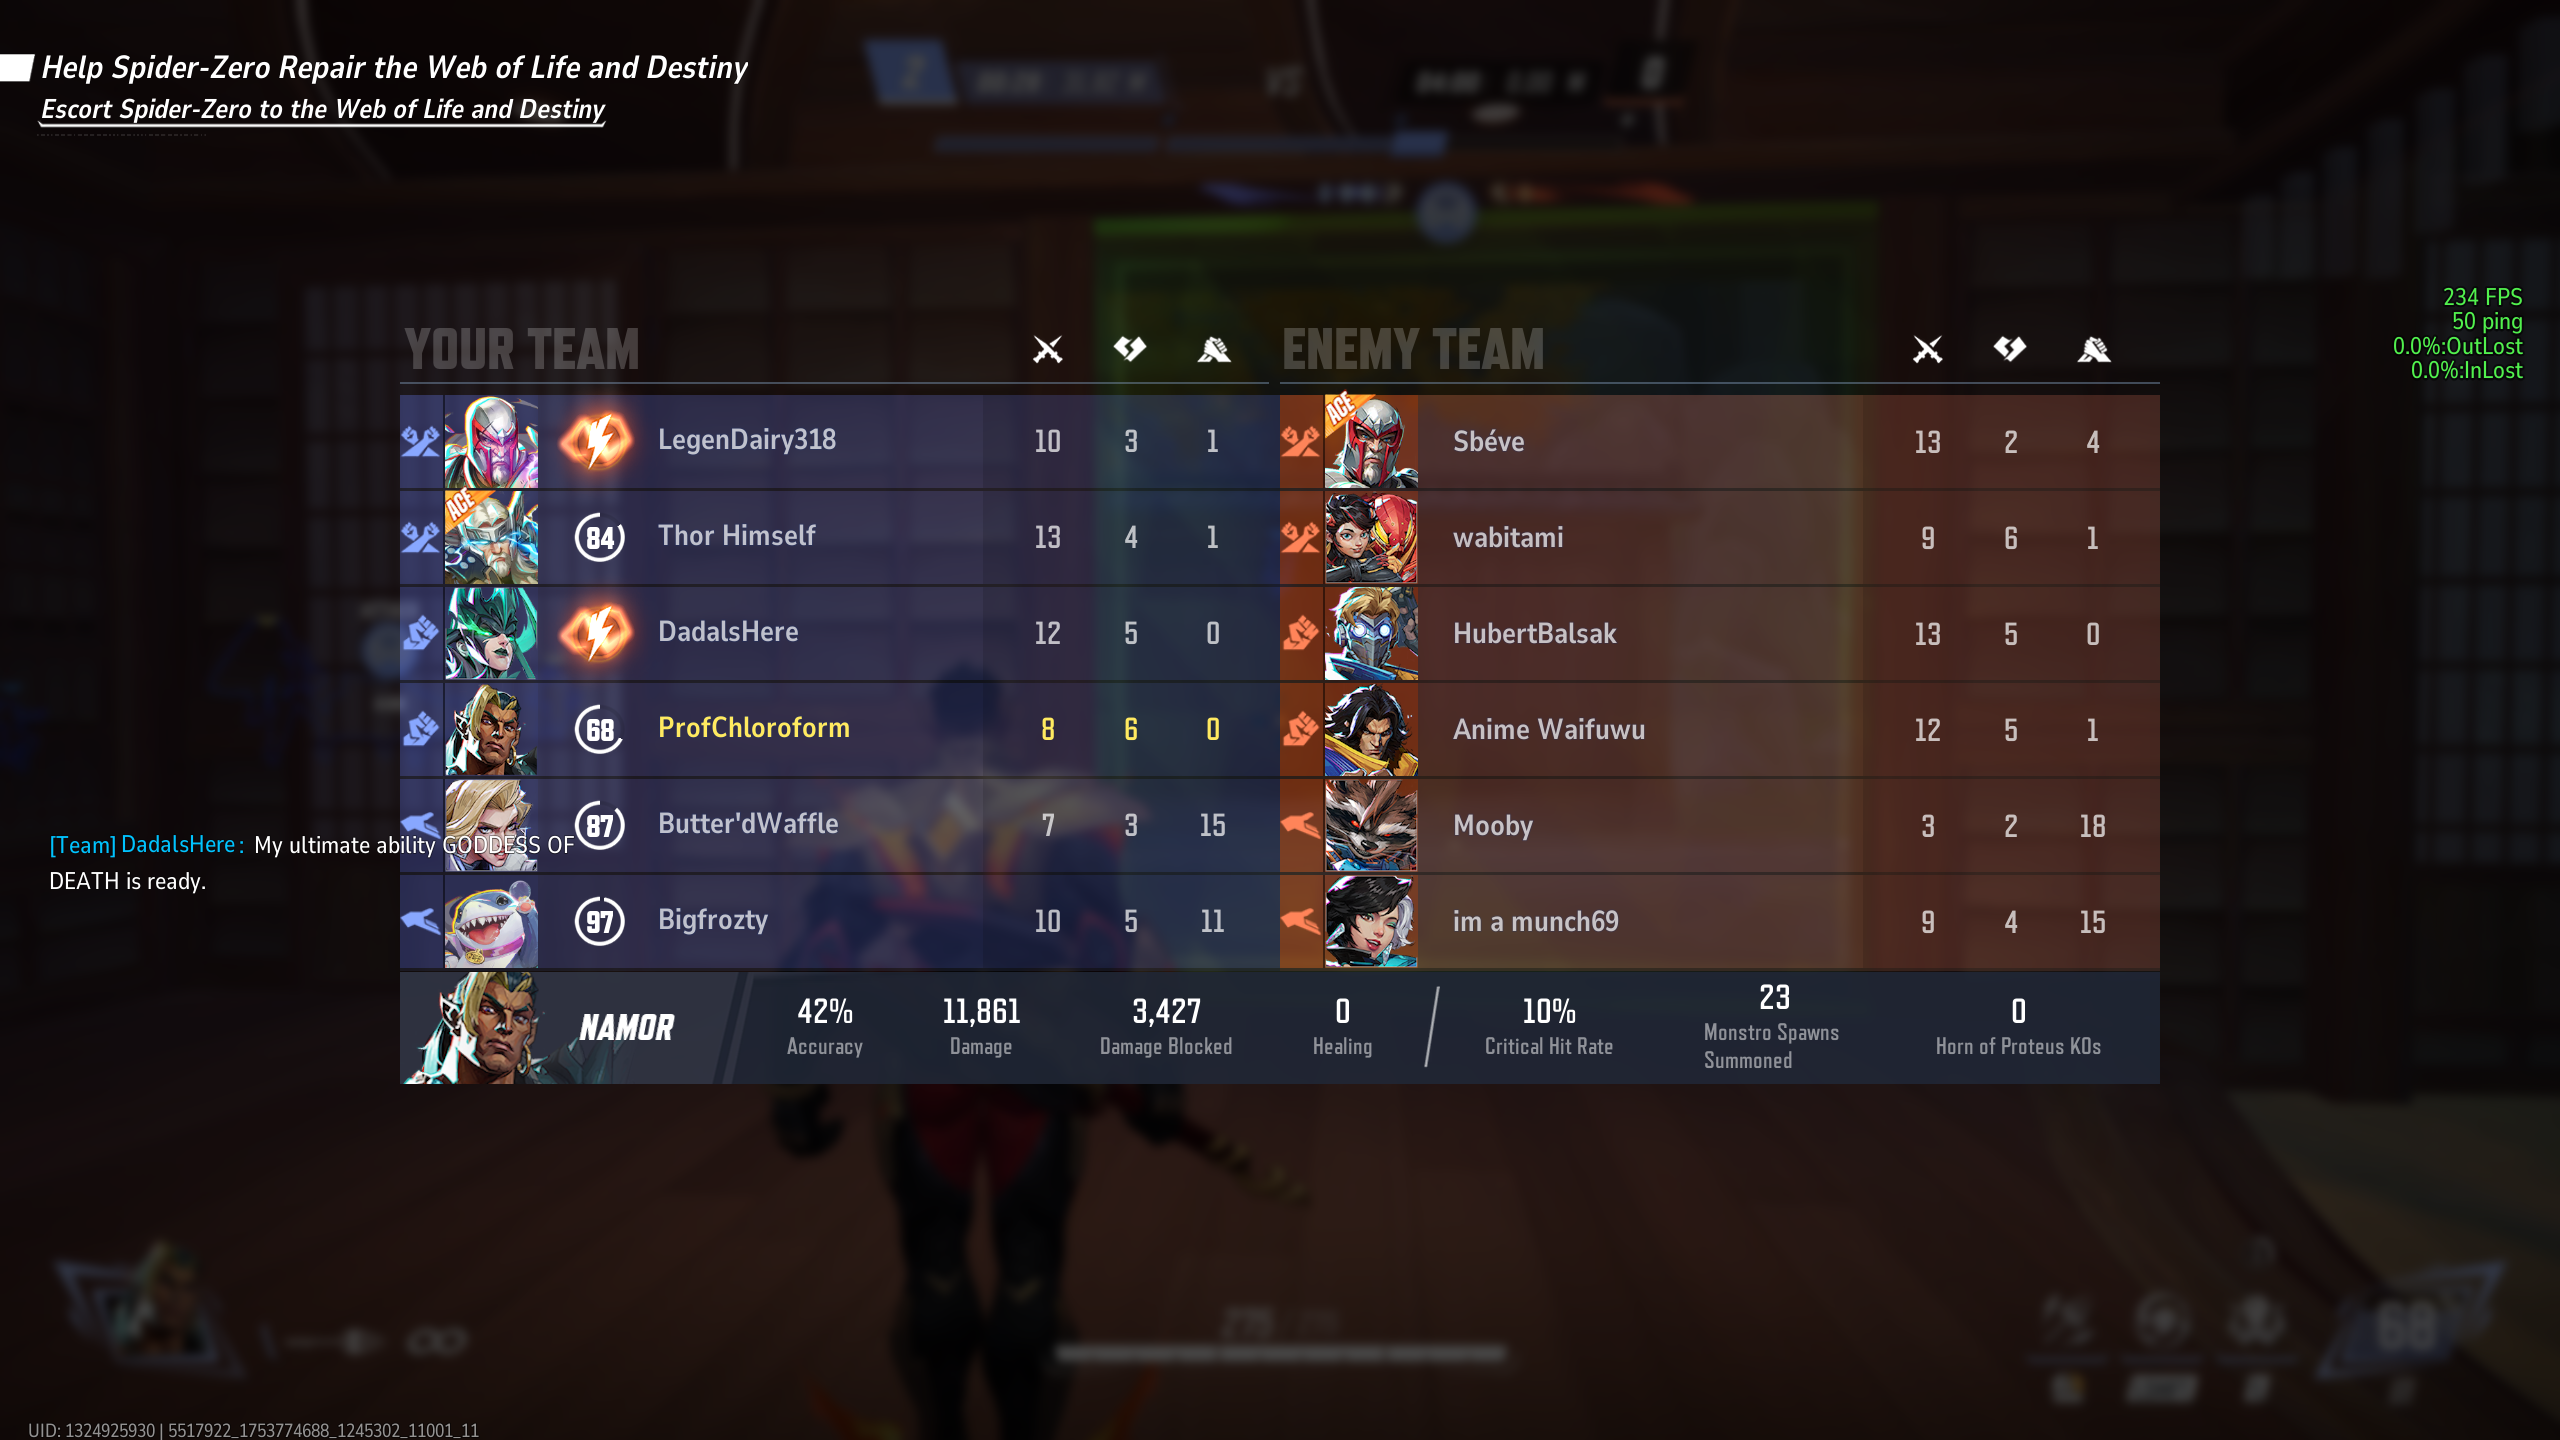 Help Spider-Zero Repair the Web of Life and Destiny
Escort Spider-Zero to the Web of Life and Destiny
2
VS
0
234 FPS
50 ping
0.0%:OutLost
0.0%:InLost
YOUR TEAM
ENEMY TEAM
LegenDairy318 10 3 1
ACE Sbéve 13 2 4
ACE 84 Thor Himself 13 4 1
wabitami 9 6 1
DadalsHere 12 5 0
HubertBalsak 13 5 0
68 ProfChloroform 8 6 0
Anime Waifuwu 12 5 1
87 Butter'dWaffle 7 3 15
Mooby 3 2 18
[Team] DadalsHere: My ultimate ability GODDESS OF
DEATH is ready.
97 Bigfrozty 10 5 11
im a munch69 9 4 15
NAMOR
42% 11,861 3,427 0 10% 23 0
Accuracy Damage Damage Blocked Healing Critical Hit Rate Monstro Spawns Summoned Horn of Proteus KOs
68
UID: 1324925930 | 5517922_1753774688_1245302_11001_11